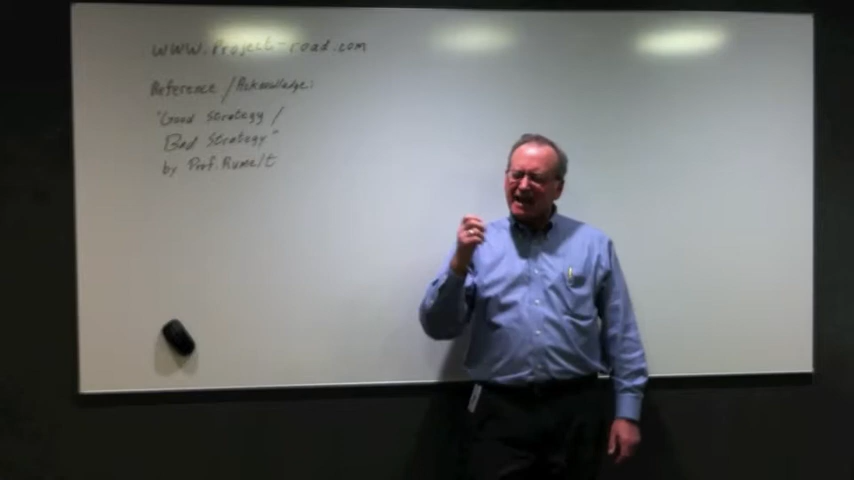 www.Project-road.com
Reference / Acknowledge:
"Good Strategy /
Bad Strategy"
by Prof. Rumelt